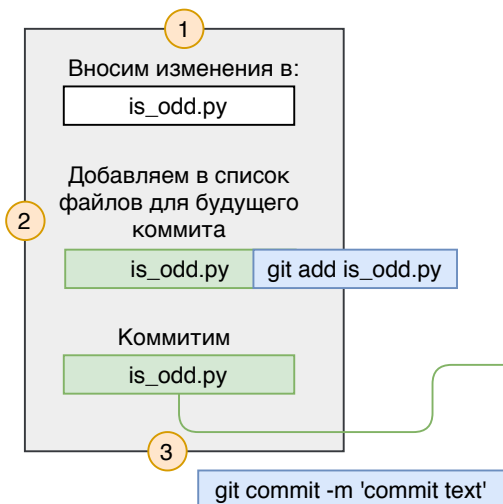 1
Вносим изменения в:
is_odd.py
2
Добавляем в список
файлов для будущего
коммита
is_odd.py
git add is_odd.py
Коммитим
is_odd.py
3
git commit -m 'commit text'